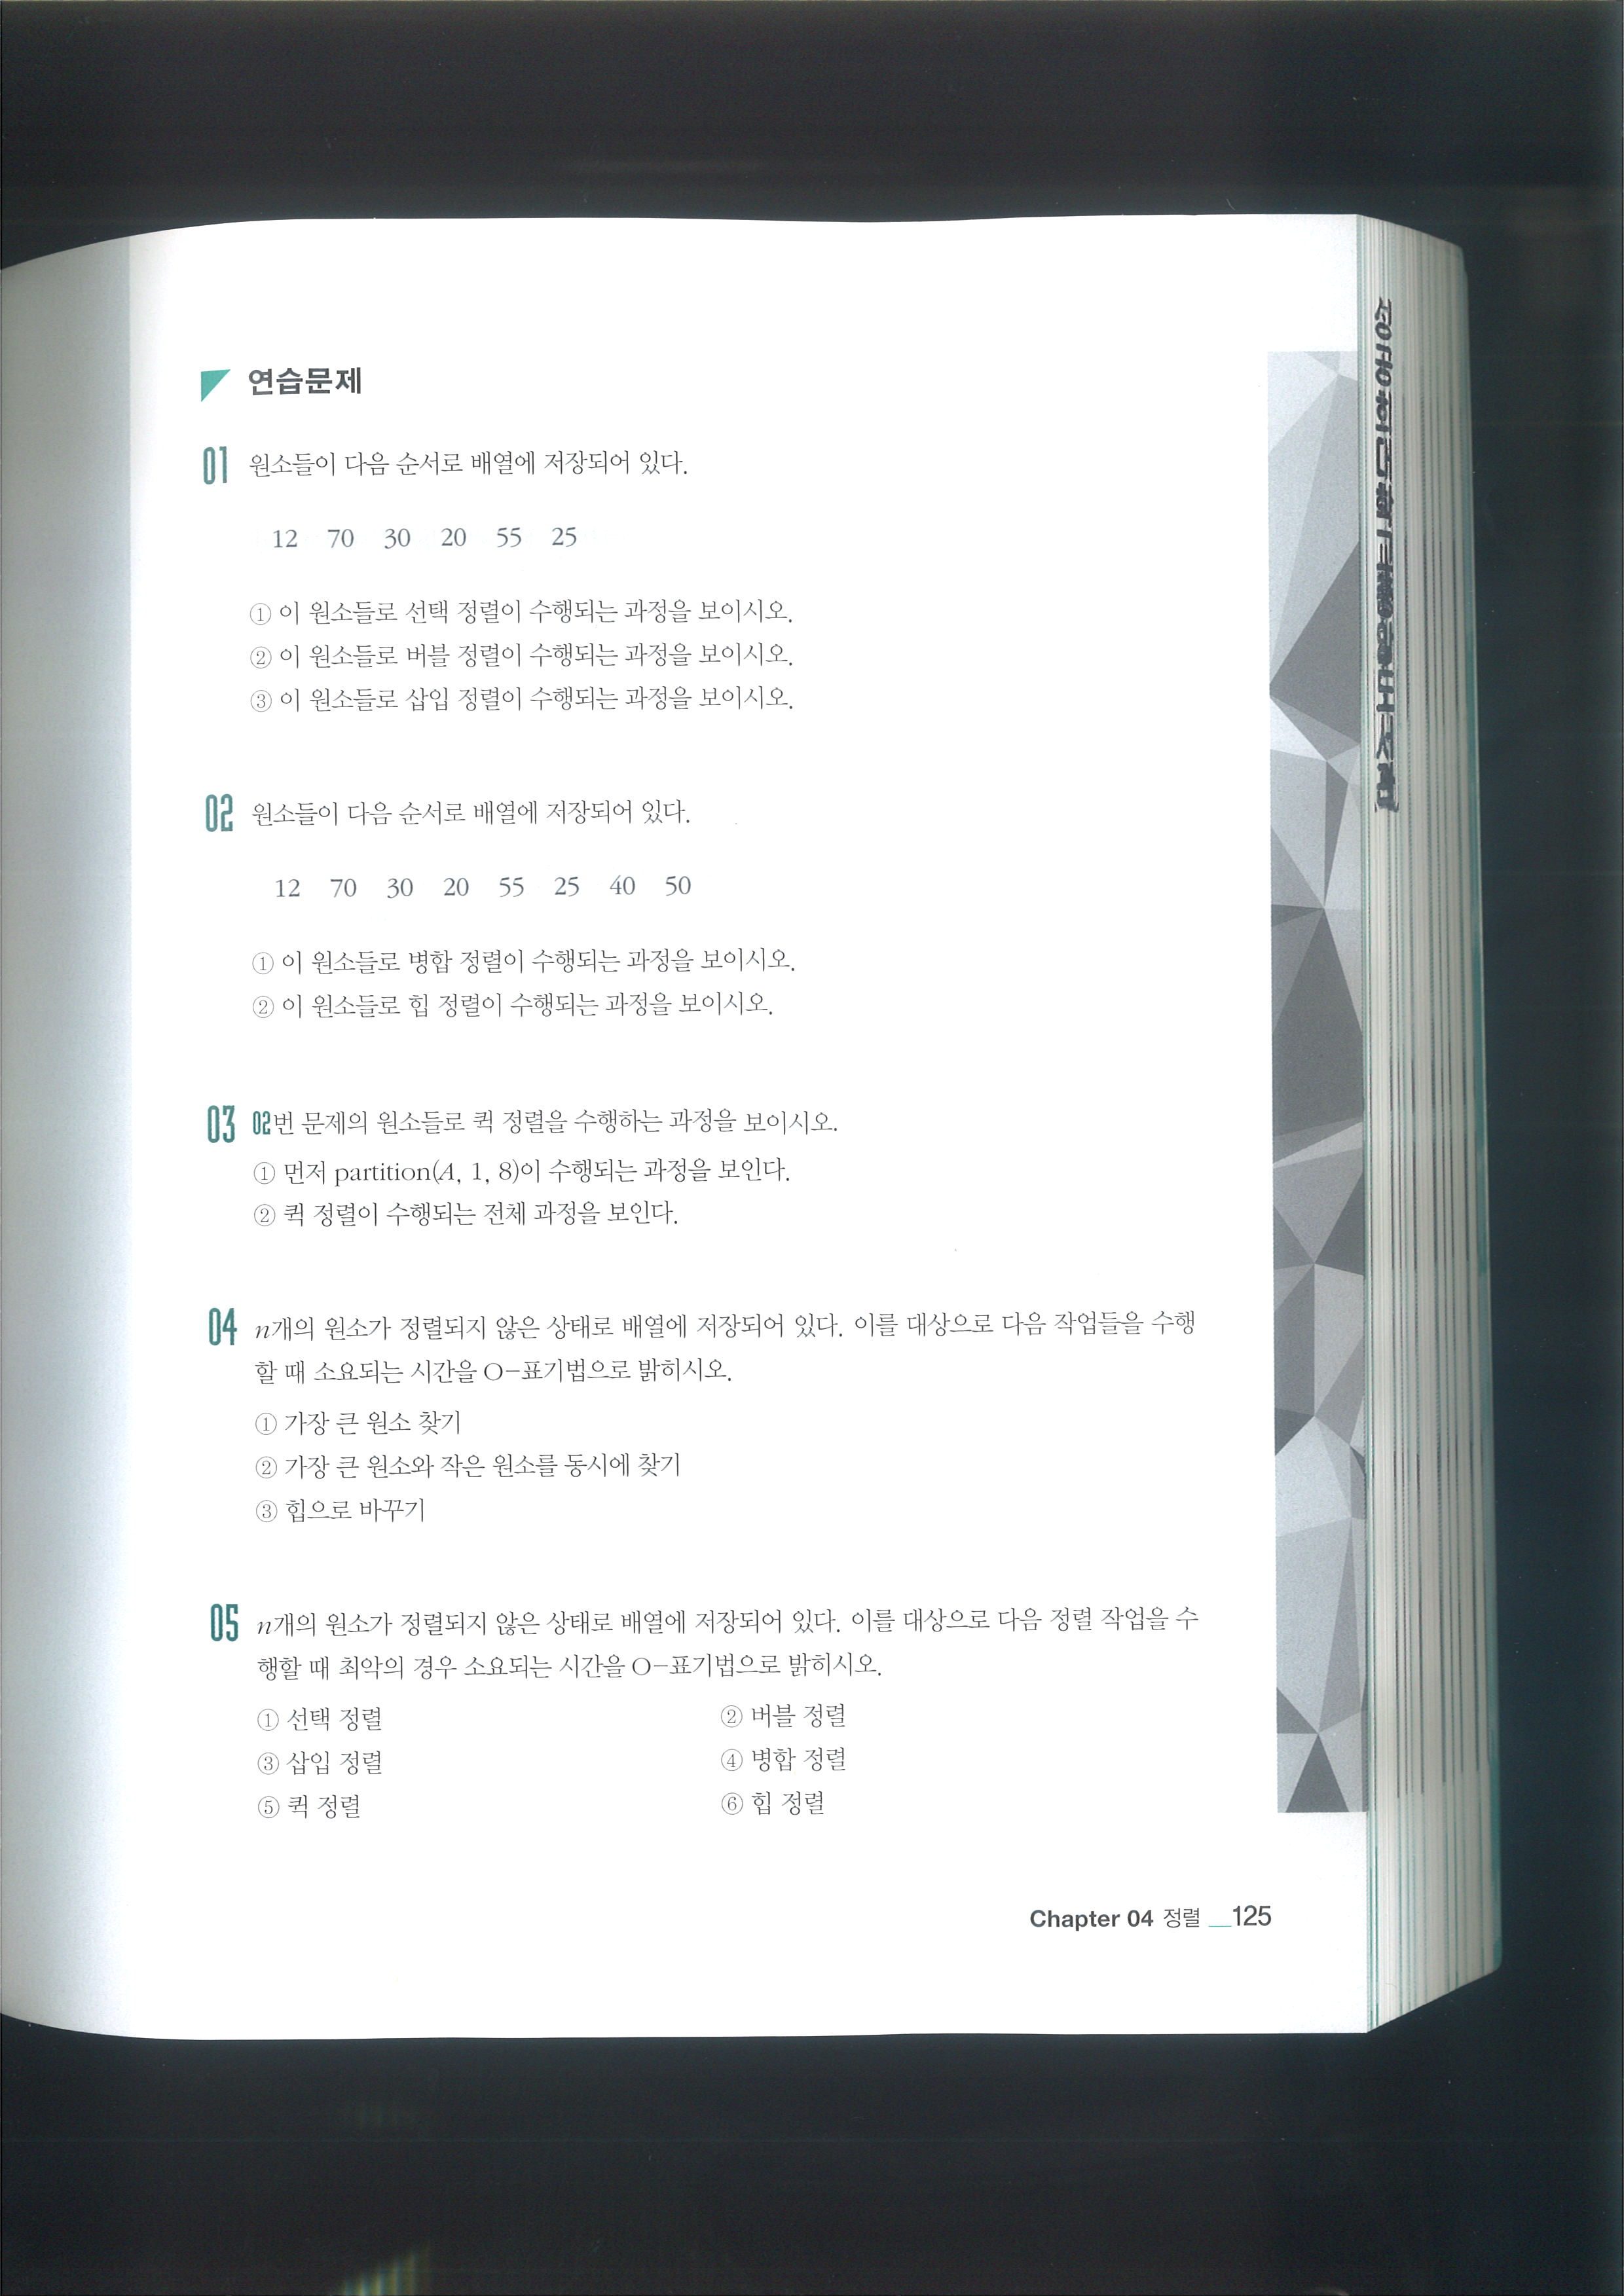 연습문제
01 원소들이 다음 순서로 배열에 저장되어 있다.
12 70 30 20 55 25
① 이 원소들로 선택 정렬이 수행되는 과정을 보이시오.
② 이 원소들로 버블 정렬이 수행되는 과정을 보이시오.
③ 이 원소들로 삽입 정렬이 수행되는 과정을 보이시오.
02 원소들이 다음 순서로 배열에 저장되어 있다.
12 70 30 20 55 25 40 50
① 이 원소들로 병합 정렬이 수행되는 과정을 보이시오.
② 이 원소들로 힙 정렬이 수행되는 과정을 보이시오.
03 02번 문제의 원소들로 퀵 정렬을 수행하는 과정을 보이시오.
① 먼저 partition(A, 1, 8)이 수행되는 과정을 보인다.
② 퀵 정렬이 수행되는 전체 과정을 보인다.
04 n개의 원소가 정렬되지 않은 상태로 배열에 저장되어 있다. 이를 대상으로 다음 작업들을 수행
할 때 소요되는 시간을 O-표기법으로 밝히시오.
① 가장 큰 원소 찾기
② 가장 큰 원소와 작은 원소를 동시에 찾기
③ 힙으로 바꾸기
05 n개의 원소가 정렬되지 않은 상태로 배열에 저장되어 있다. 이를 대상으로 다음 정렬 작업을 수
행할 때 최악의 경우 소요되는 시간을 O-표기법으로 밝히시오.
① 선택 정렬 ② 버블 정렬
③ 삽입 정렬 ④ 병합 정렬
⑤ 퀵 정렬 ⑥ 힙 정렬
Chapter 04 정렬 __125